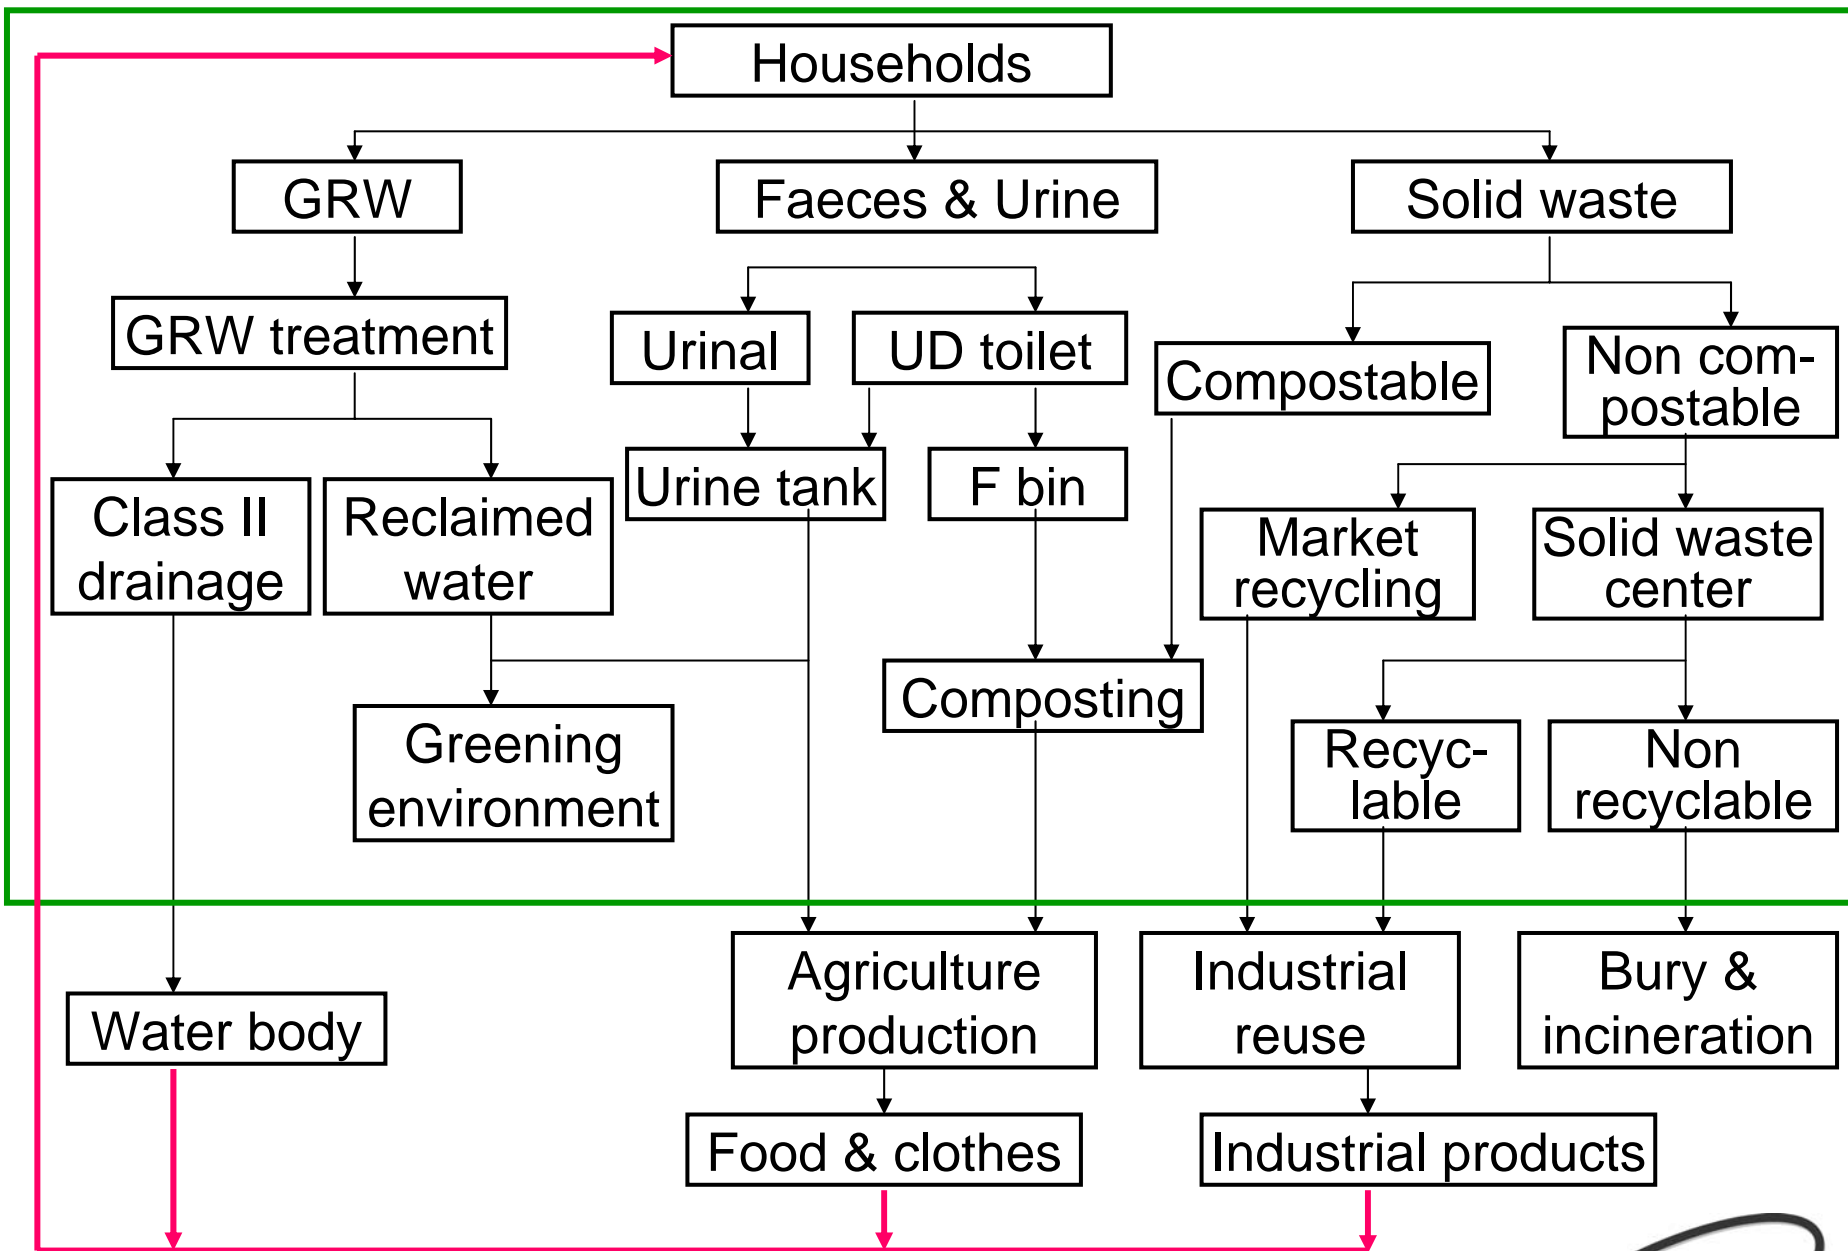 Households
GRW
Faeces & Urine
Solid waste
GRW treatment
Urinal
UD toilet
Compostable
Non com-
postable
Class II
drainage
Reclaimed
water
Urine tank
F bin
Market
recycling
Solid waste
center
Greening
environment
Composting
Recyc-
lable
Non
recyclable
Water body
Agriculture
production
Industrial
reuse
Bury &
incineration
Food & clothes
Industrial products